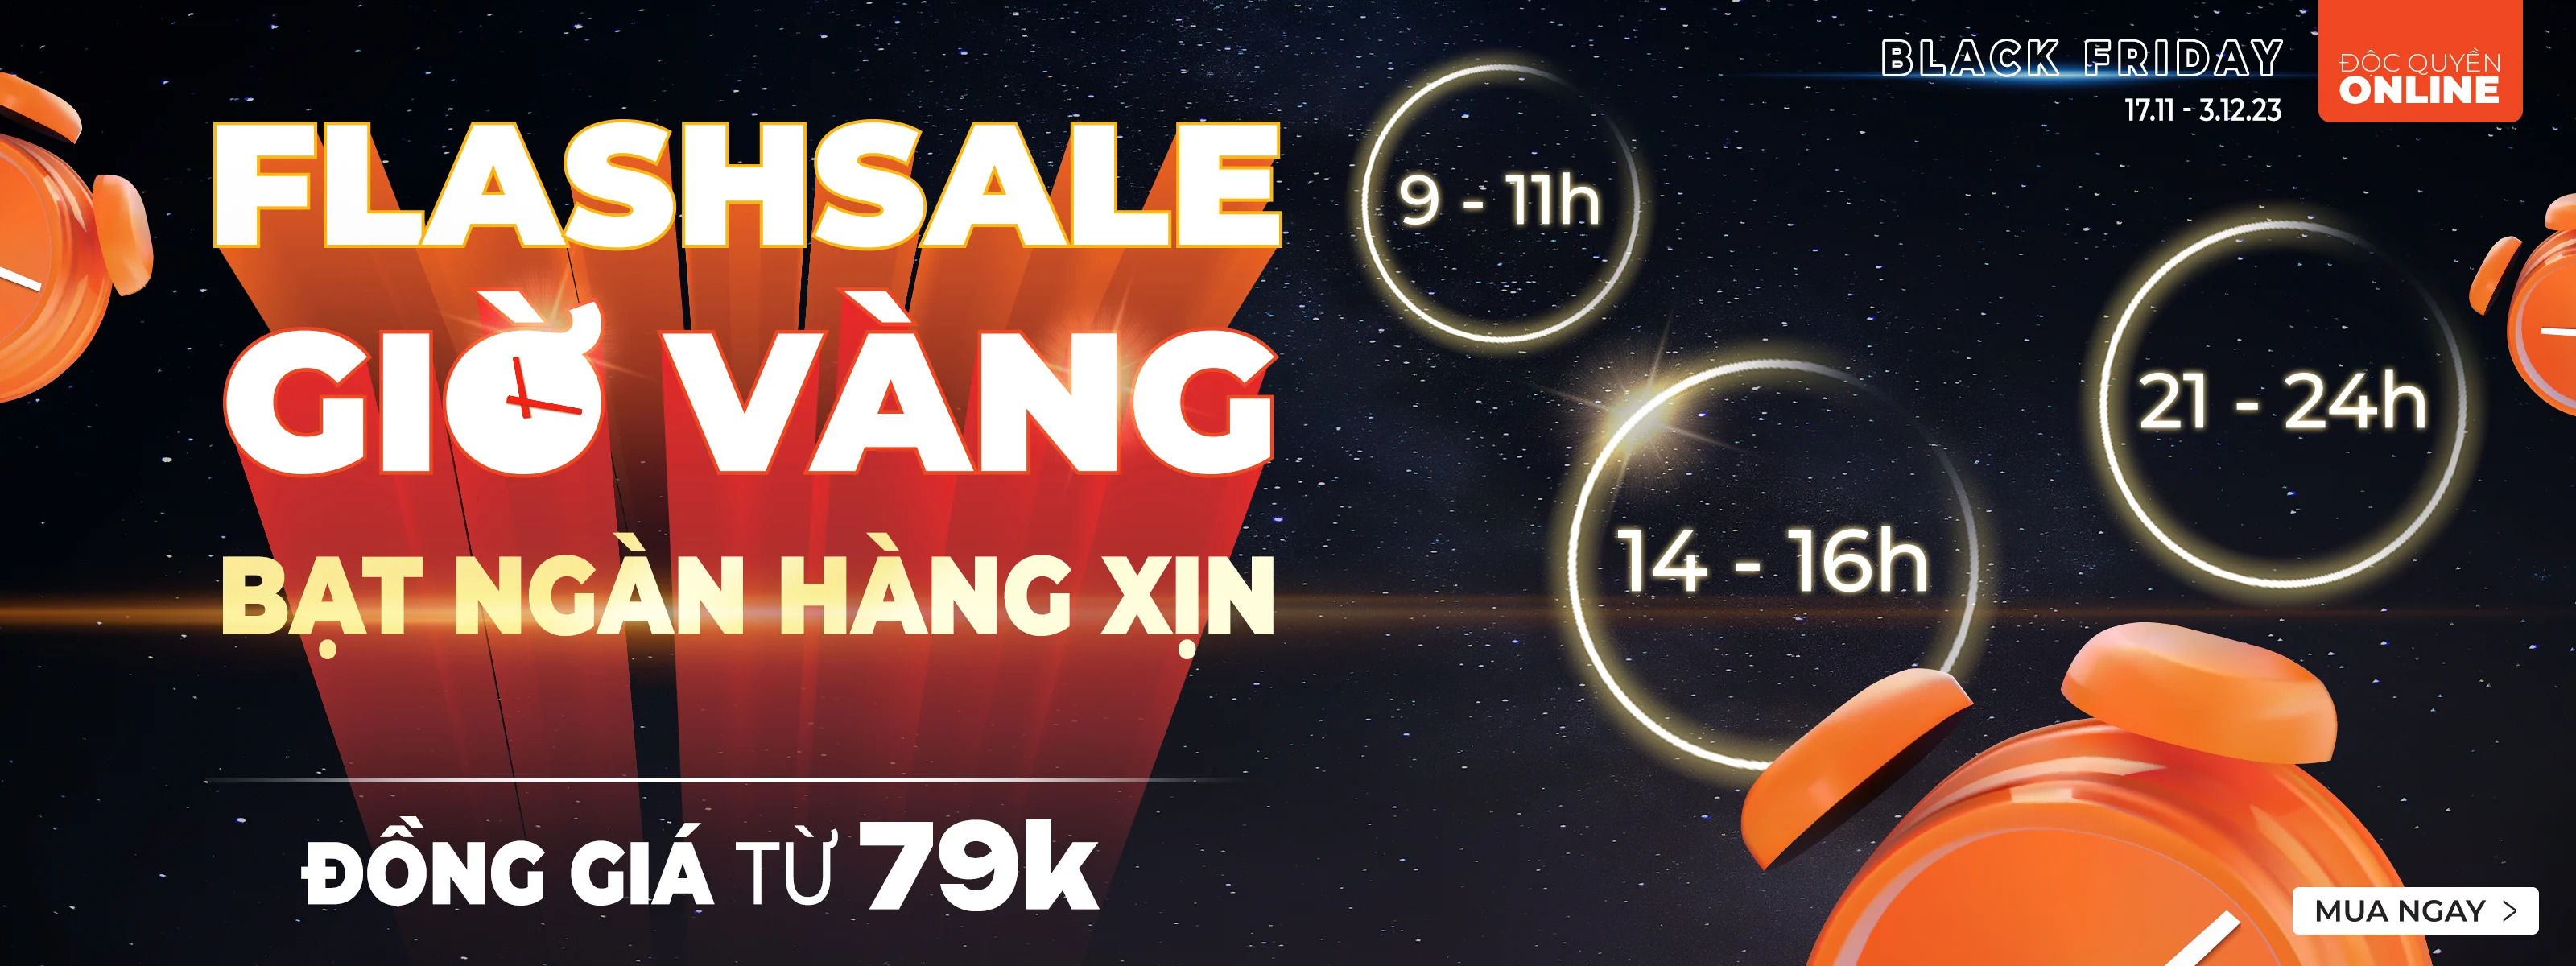 FLASHSALE
GIỜ VÀNG
BẠT NGÀN HÀNG XỊN
ĐỒNG GIÁ TỪ 79k
BLACK FRIDAY
17.11 - 3.12.23
ĐỘC QUYỀN
ONLINE
9 - 11h
14 - 16h
21 - 24h
MUA NGAY >